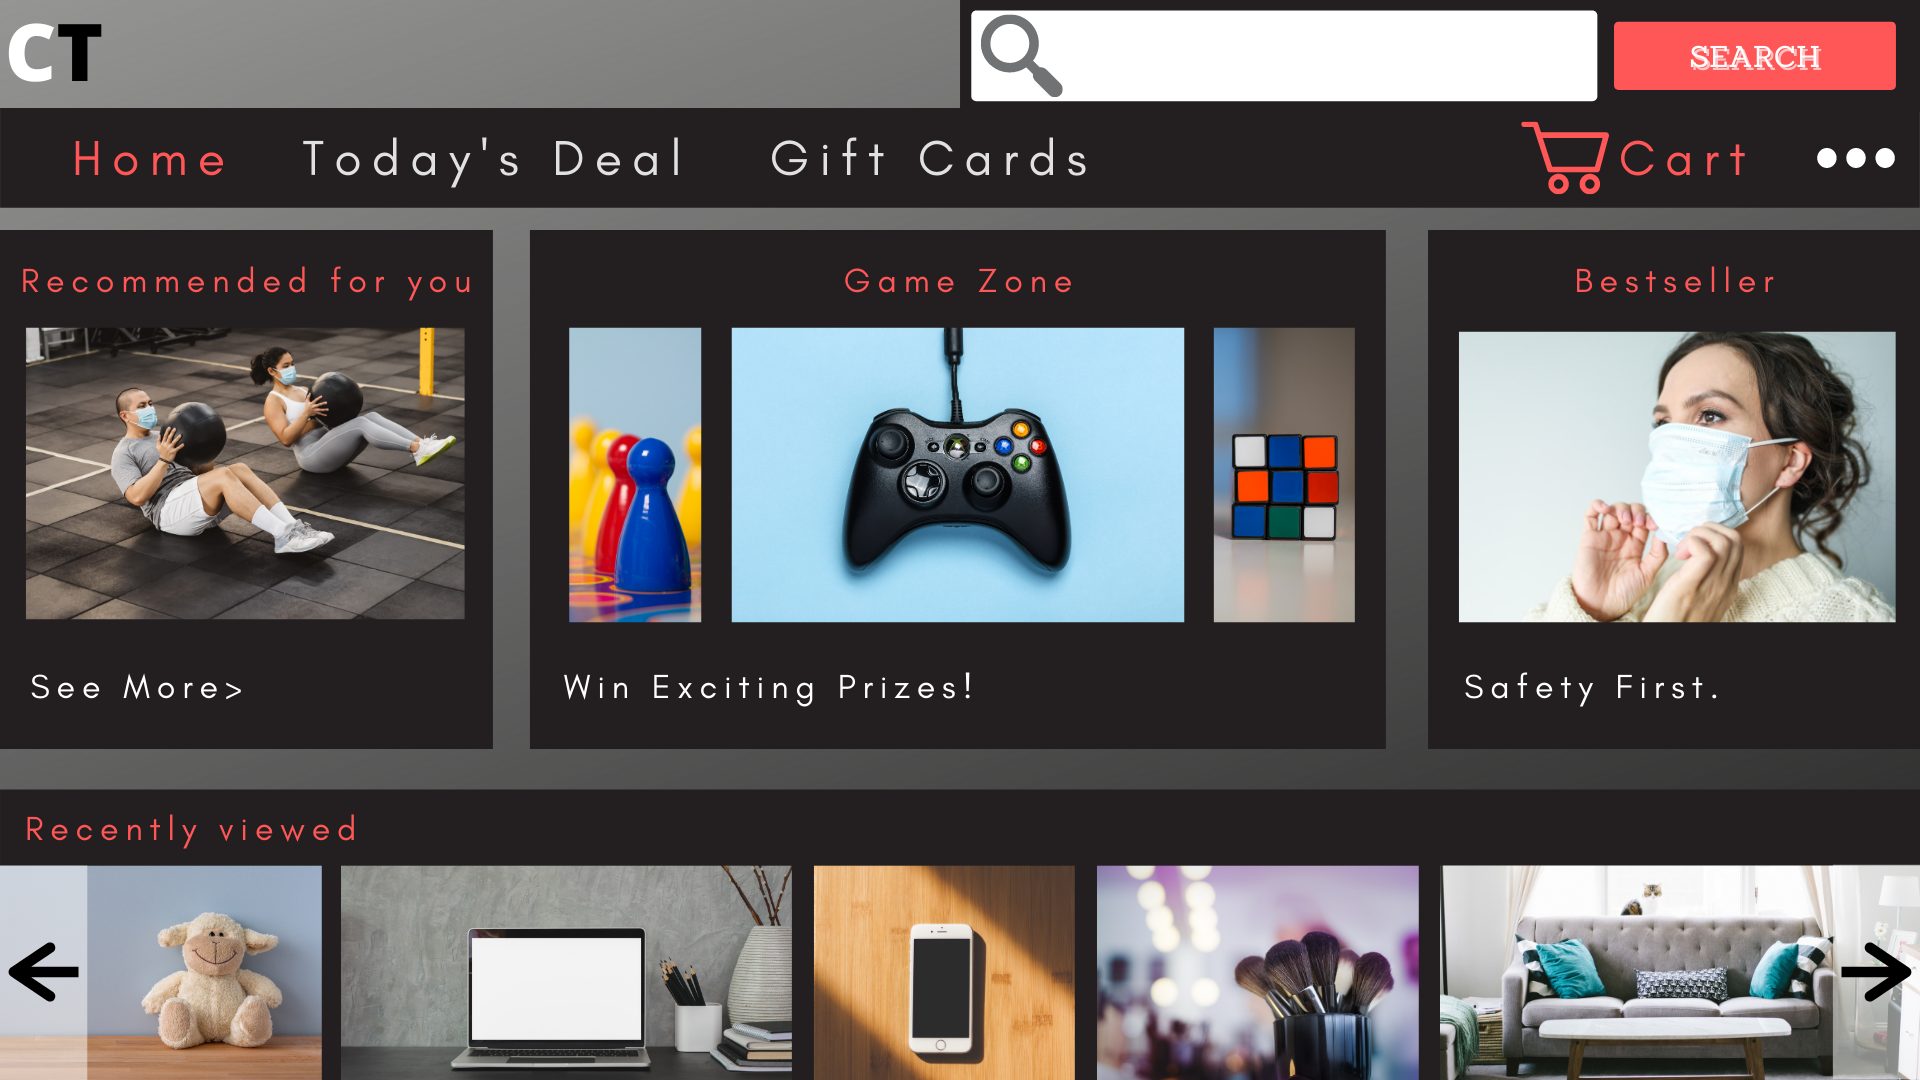 CT
SEARCH
Home
Today's Deal
Gift Cards
Cart
Recommended for you
Game Zone
Bestseller
See More>
Win Exciting Prizes!
Safety First.
Recently viewed